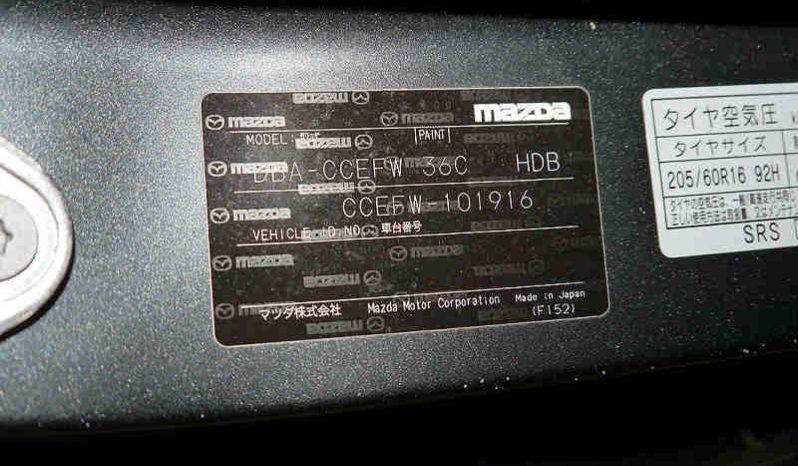 mazda
MODEL 型式 PAINT
DBA-CCEFW 36C HDB
CCEFW-101916
VEHICLE I.D.NO. 車台番号
マツダ株式会社 Mazda Motor Corporation Made in Japan
(F152)
タイヤ空気圧
タイヤサイズ
205/60R16 92H
SRS